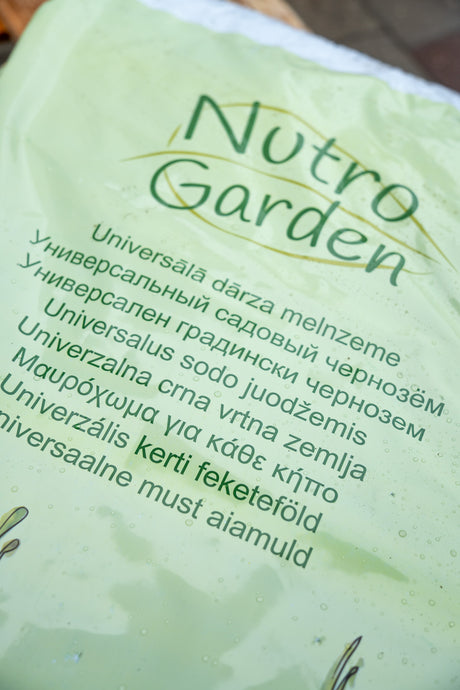 Nutro
Garden
Universālā dārza melnzeme
Универсальный садовый чернозём
Универсален градински чернозем
Universalus sodo juodžemis
Univerzalna crna vrtna zemlja
Μαυρόχωμα για κάθε κήπο
Univerzális kerti feketeföld
niversaalne must aiamuld